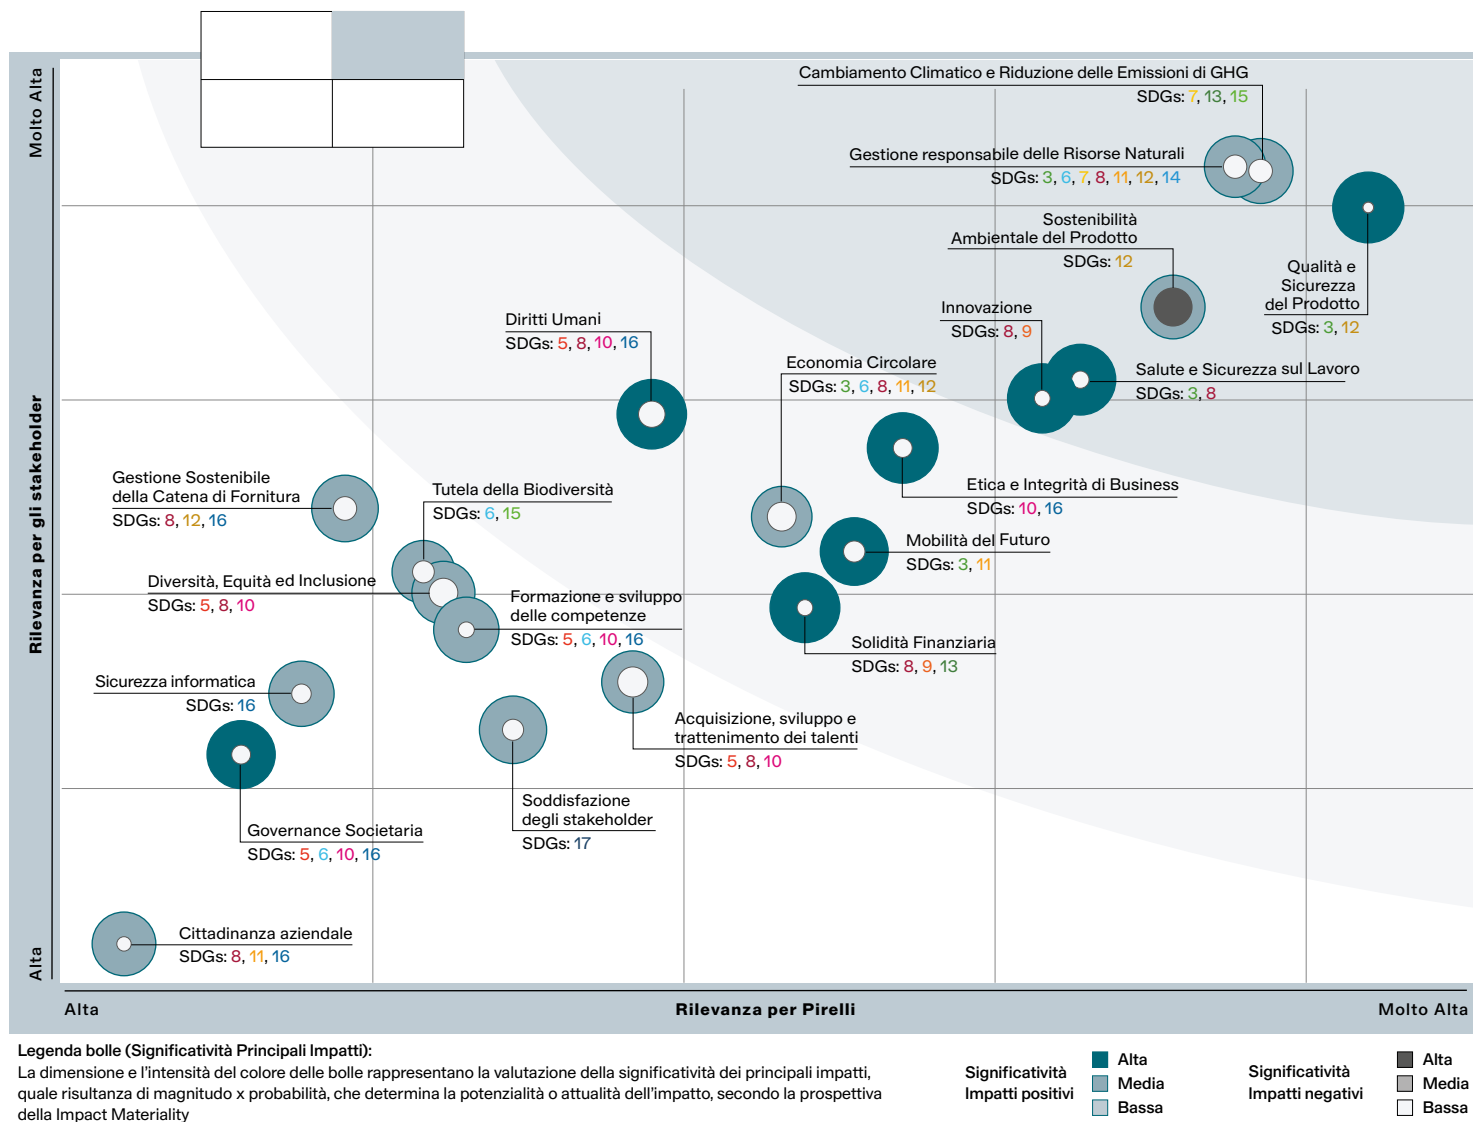 Cambiamento Climatico e Riduzione delle Emissioni di GHG
SDGs: 7, 13, 15
Gestione responsabile delle Risorse Naturali
SDGs: 3, 6, 7, 8, 11, 12, 14
Sostenibilità
Ambientale del Prodotto
SDGs: 12
Qualità e
Sicurezza
del Prodotto
SDGs: 3, 12
Innovazione
SDGs: 8, 9
Diritti Umani
SDGs: 5, 8, 10, 16
Economia Circolare
SDGs: 3, 6, 8, 11, 12
Salute e Sicurezza sul Lavoro
SDGs: 3, 8
Gestione Sostenibile
della Catena di Fornitura
SDGs: 8, 12, 16
Tutela della Biodiversità
SDGs: 6, 15
Etica e Integrità di Business
SDGs: 10, 16
Mobilità del Futuro
SDGs: 3, 11
Diversità, Equità ed Inclusione
SDGs: 5, 8, 10
Formazione e sviluppo
delle competenze
SDGs: 5, 6, 10, 16
Solidità Finanziaria
SDGs: 8, 9, 13
Sicurezza informatica
SDGs: 16
Acquisizione, sviluppo e
trattenimento dei talenti
SDGs: 5, 8, 10
Soddisfazione
degli stakeholder
SDGs: 17
Governance Societaria
SDGs: 5, 6, 10, 16
Cittadinanza aziendale
SDGs: 8, 11, 16
Molto Alta
Rilevanza per gli stakeholder
Alta
Alta
Rilevanza per Pirelli
Molto Alta
Legenda bolle (Significatività Principali Impatti):
La dimensione e l'intensità del colore delle bolle rappresentano la valutazione della significatività dei principali impatti,
quale risultanza di magnitudo x probabilità, che determina la potenzialità o attualità dell'impatto, secondo la prospettiva
della Impact Materiality
Significatività
Impatti positivi
Alta
Media
Bassa
Significatività
Impatti negativi
Alta
Media
Bassa